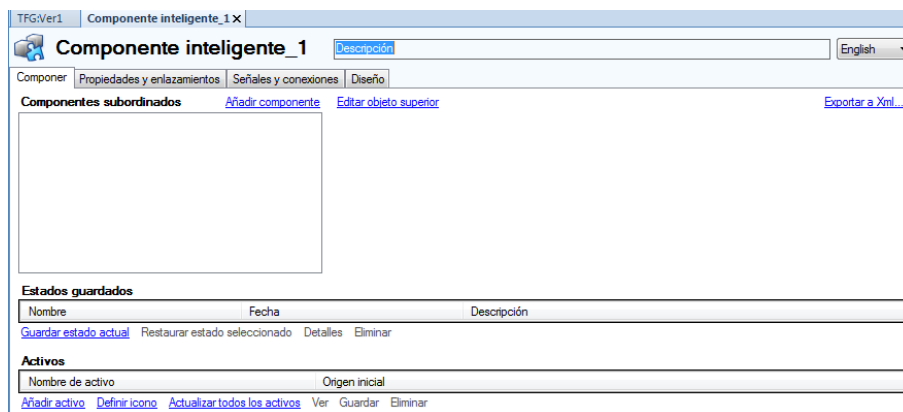 TFG:Ver1 Componente inteligente_1 X
Componente inteligente_1 Descripción English
Componer Propiedades y enlazamientos Señales y conexiones Diseño
Componentes subordinados Añadir componente Editar objeto superior Exportar a Xml...
Estados guardados
Nombre Fecha Descripción
Guardar estado actual Restaurar estado seleccionado Detalles Eliminar
Activos
Nombre de activo Origen inicial
Añadir activo Definir icono Actualizar todos los activos Ver Guardar Eliminar